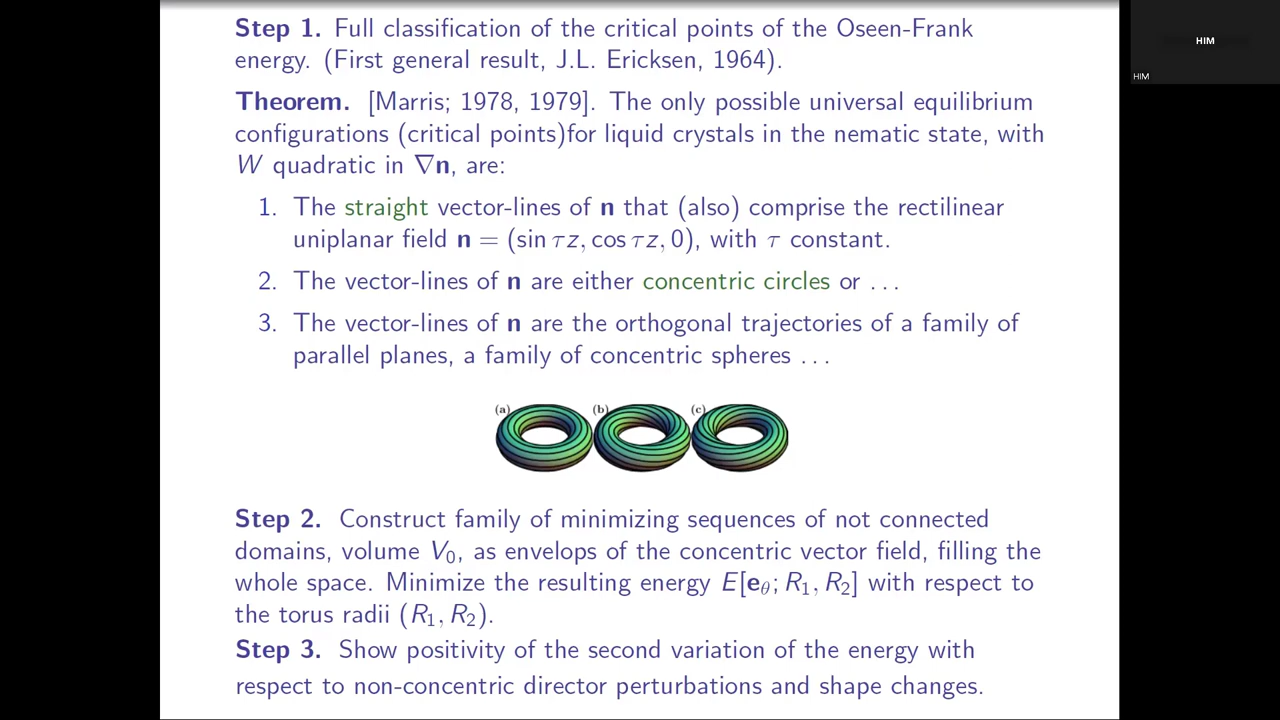 Step 1. Full classification of the critical points of the Oseen-Frank
energy. (First general result, J.L. Ericksen, 1964).
Theorem. [Marris; 1978, 1979]. The only possible universal equilibrium
configurations (critical points)for liquid crystals in the nematic state, with
W quadratic in ∇n, are:
1. The straight vector-lines of n that (also) comprise the rectilinear
uniplanar field n = (sin τz, cos τz, 0), with τ constant.
2. The vector-lines of n are either concentric circles or ...
3. The vector-lines of n are the orthogonal trajectories of a family of
parallel planes, a family of concentric spheres ...
(a) (b) (c)
Step 2. Construct family of minimizing sequences of not connected
domains, volume V₀, as envelops of the concentric vector field, filling the
whole space. Minimize the resulting energy E[e_θ; R₁, R₂] with respect to
the torus radii (R₁, R₂).
Step 3. Show positivity of the second variation of the energy with
respect to non-concentric director perturbations and shape changes.
HIM
HIM